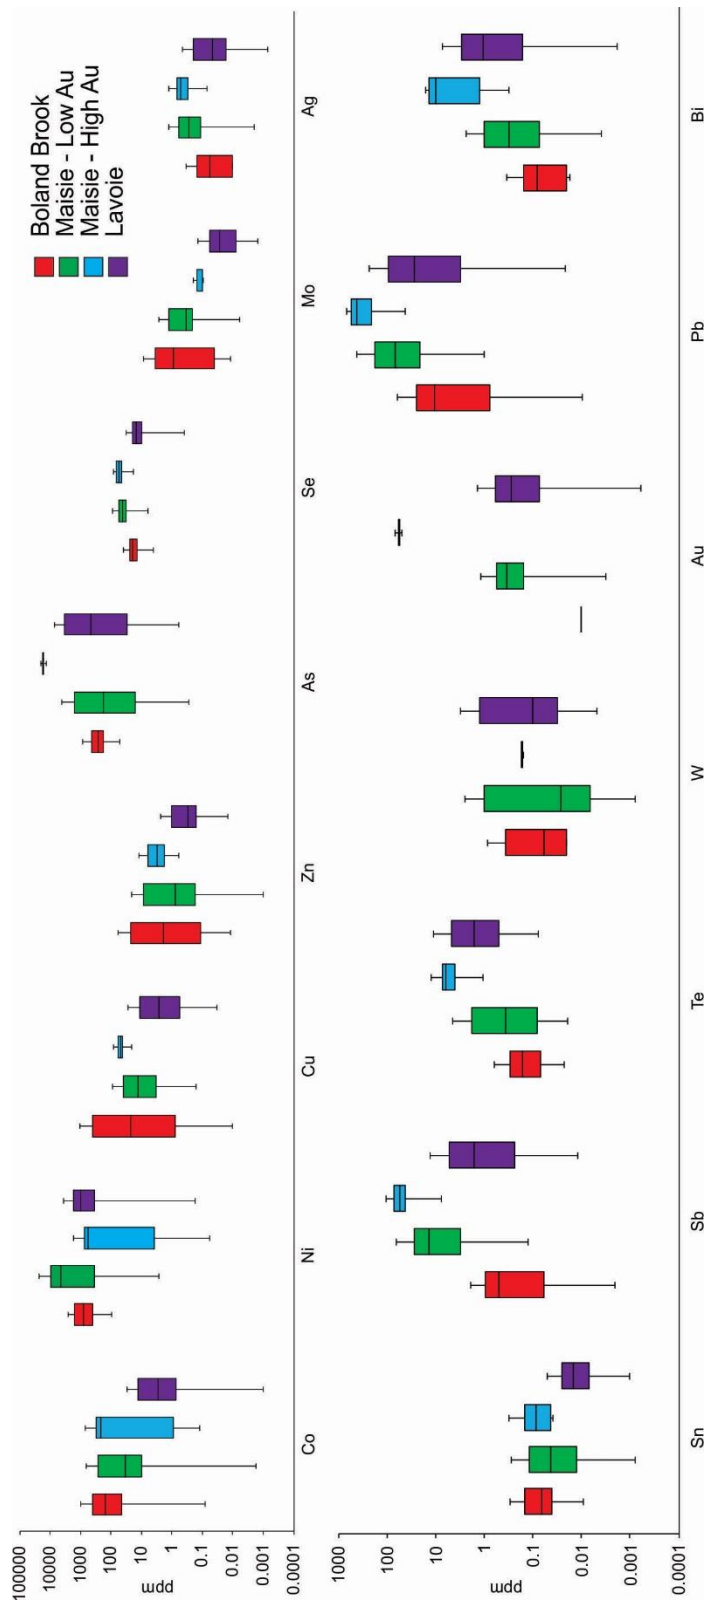 Boland Brook
Maisie - Low Au
Maisie - High Au
Lavoie
100000
10000
1000
100
10
1
0.1
0.01
0.001
0.0001
ppm
Co
Ni
Cu
Zn
As
Se
Mo
Ag
1000
100
10
1
0.1
0.01
0.001
0.0001
ppm
Sn
Sb
Te
W
Au
Pb
Bi